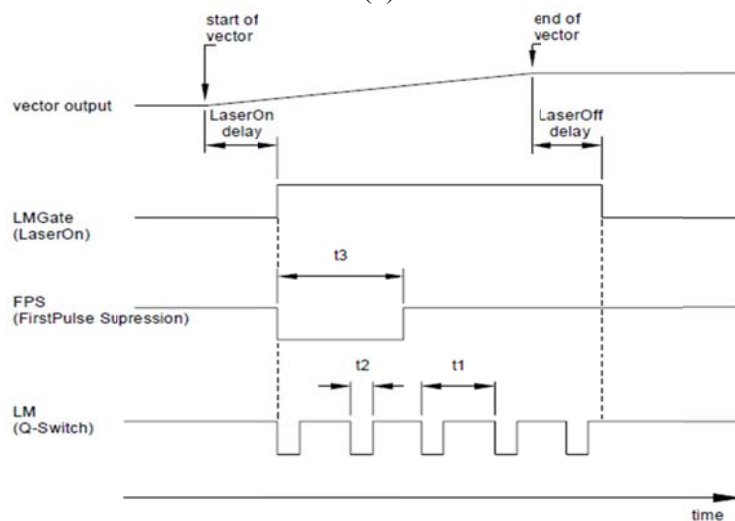 start of
vector
end of
vector
vector output
LaserOn
delay
LaserOff
delay
LMGate
(LaserOn)
t3
FPS
(FirstPulse Supression)
t2
t1
LM
(Q-Switch)
time